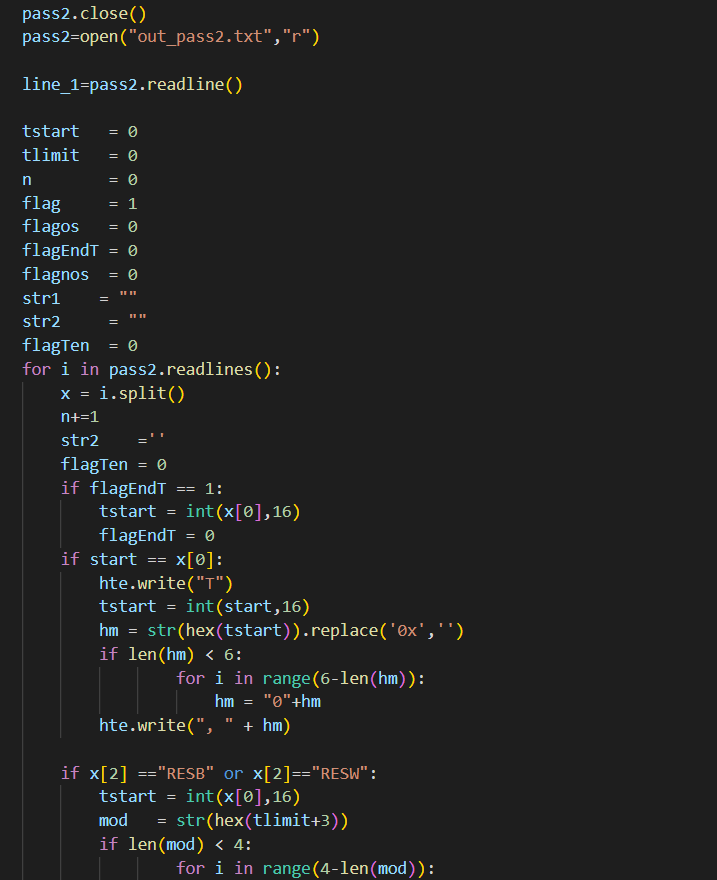 pass2.close()
pass2=open("out_pass2.txt","r")

line_1=pass2.readline()

tstart   = 0
tlimit   = 0
n        = 0
flag     = 1
flagos   = 0
flagEndT = 0
flagnos  = 0
str1    = ""
str2     = ""
flagTen  = 0
for i in pass2.readlines():
    x = i.split()
    n+=1
    str2    =''
    flagTen = 0
    if flagEndT == 1:
        tstart = int(x[0],16)
        flagEndT = 0
    if start == x[0]:
        hte.write("T")
        tstart = int(start,16)
        hm = str(hex(tstart)).replace('0x','')
        if len(hm) < 6:
                for i in range(6-len(hm)):
                    hm = "0"+hm
        hte.write(", " + hm)

    if x[2] =="RESB" or x[2]=="RESW":
        tstart = int(x[0],16)
        mod   = str(hex(tlimit+3))
        if len(mod) < 4:
                for i in range(4-len(mod)):